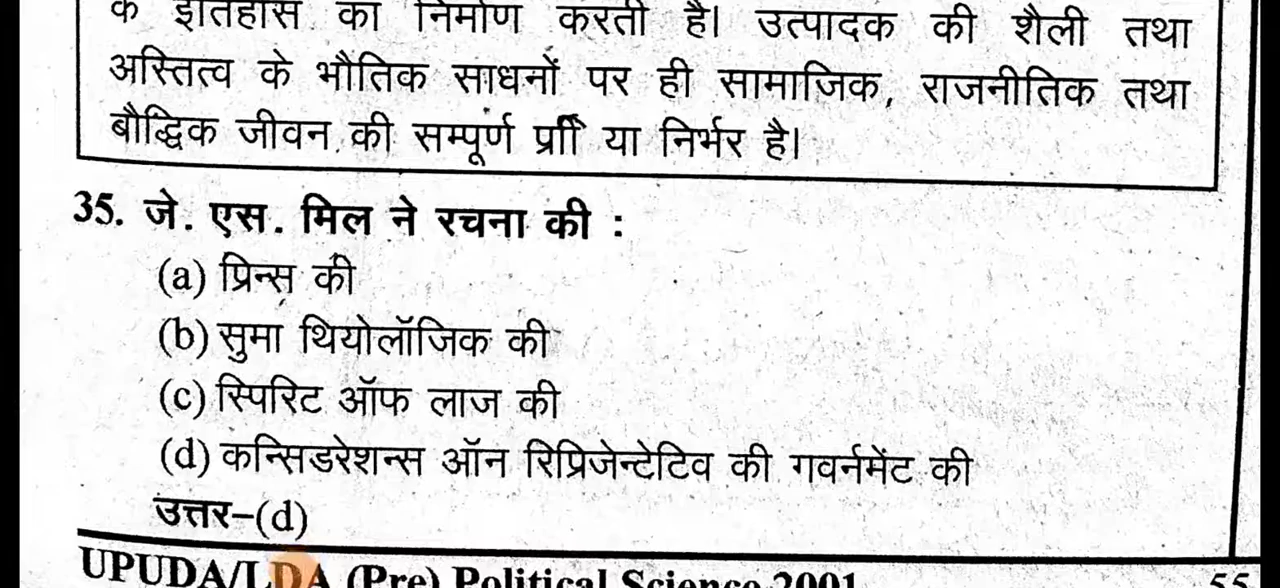 के इतिहास का निर्माण करती है। उत्पादक की शैली तथा
अस्तित्व के भौतिक साधनों पर ही सामाजिक, राजनीतिक तथा
बौद्धिक जीवन की सम्पूर्ण प्रीि या निर्भर है।
35. जे. एस. मिल ने रचना की :
(a) प्रिन्स की
(b) सुमा थियोलॉजिक की
(c) स्पिरिट ऑफ लाज की
(d) कन्सिडरेशन्स ऑन रिप्रिजेन्टेटिव की गवर्नमेंट की
उत्तर–(d)
UPUDA/LDA (Pre) Political Science 2001